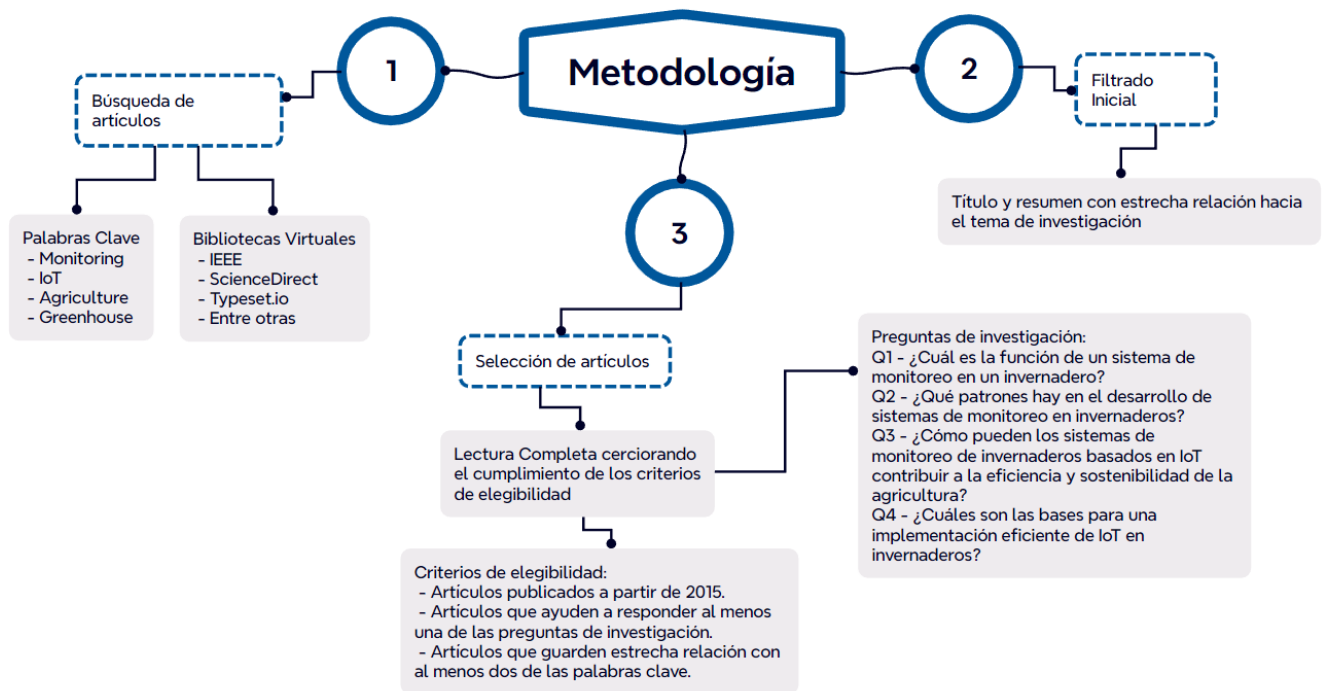 Metodología
1
Búsqueda de
artículos
Palabras Clave
- Monitoring
- IoT
- Agriculture
- Greenhouse
Bibliotecas Virtuales
- IEEE
- ScienceDirect
- Typeset.io
- Entre otras
2
Filtrado
Inicial
Título y resumen con estrecha relación hacia
el tema de investigación
3
Selección de artículos
Lectura Completa cerciorando
el cumplimiento de los criterios
de elegibilidad
Criterios de elegibilidad:
- Artículos publicados a partir de 2015.
- Artículos que ayuden a responder al menos
una de las preguntas de investigación.
- Artículos que guarden estrecha relación con
al menos dos de las palabras clave.
Preguntas de investigación:
Q1 - ¿Cuál es la función de un sistema de
monitoreo en un invernadero?
Q2 - ¿Qué patrones hay en el desarrollo de
sistemas de monitoreo en invernaderos?
Q3 - ¿Cómo pueden los sistemas de
monitoreo de invernaderos basados en IoT
contribuir a la eficiencia y sostenibilidad de la
agricultura?
Q4 - ¿Cuáles son las bases para una
implementación eficiente de IoT en
invernaderos?